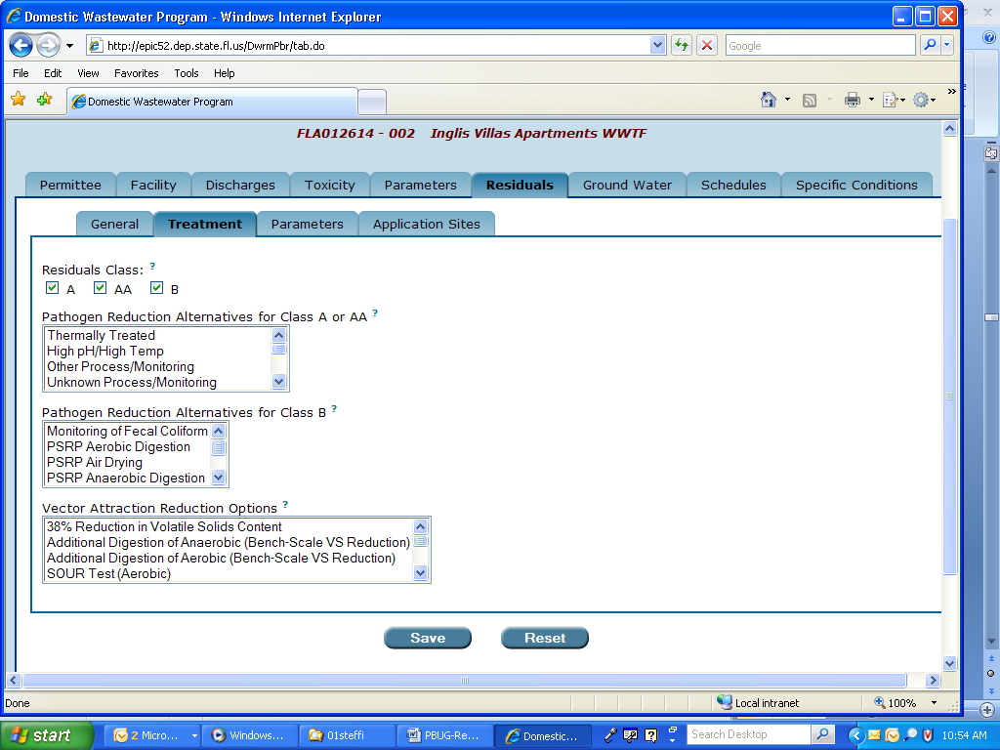 Domestic Wastewater Program - Windows Internet Explorer
http://epic52.dep.state.fl.us/DwrmPbr/tab.do
Google
File Edit View Favorites Tools Help
Domestic Wastewater Program
»
FLA012614 - 002 Inglis Villas Apartments WWTF
Permittee Facility Discharges Toxicity Parameters Residuals Ground Water Schedules Specific Conditions
General Treatment Parameters Application Sites
Residuals Class: ?
A AA B
Pathogen Reduction Alternatives for Class A or AA ?
Thermally Treated
High pH/High Temp
Other Process/Monitoring
Unknown Process/Monitoring
Pathogen Reduction Alternatives for Class B ?
Monitoring of Fecal Coliform
PSRP Aerobic Digestion
PSRP Air Drying
PSRP Anaerobic Digestion
Vector Attraction Reduction Options ?
38% Reduction in Volatile Solids Content
Additional Digestion of Anaerobic (Bench-Scale VS Reduction)
Additional Digestion of Aerobic (Bench-Scale VS Reduction)
SOUR Test (Aerobic)
Save Reset
Done Local intranet 100%
start 2 Micro... Windows... 01steffi PBUG-Re... Domestic... Search Desktop 10:54 AM